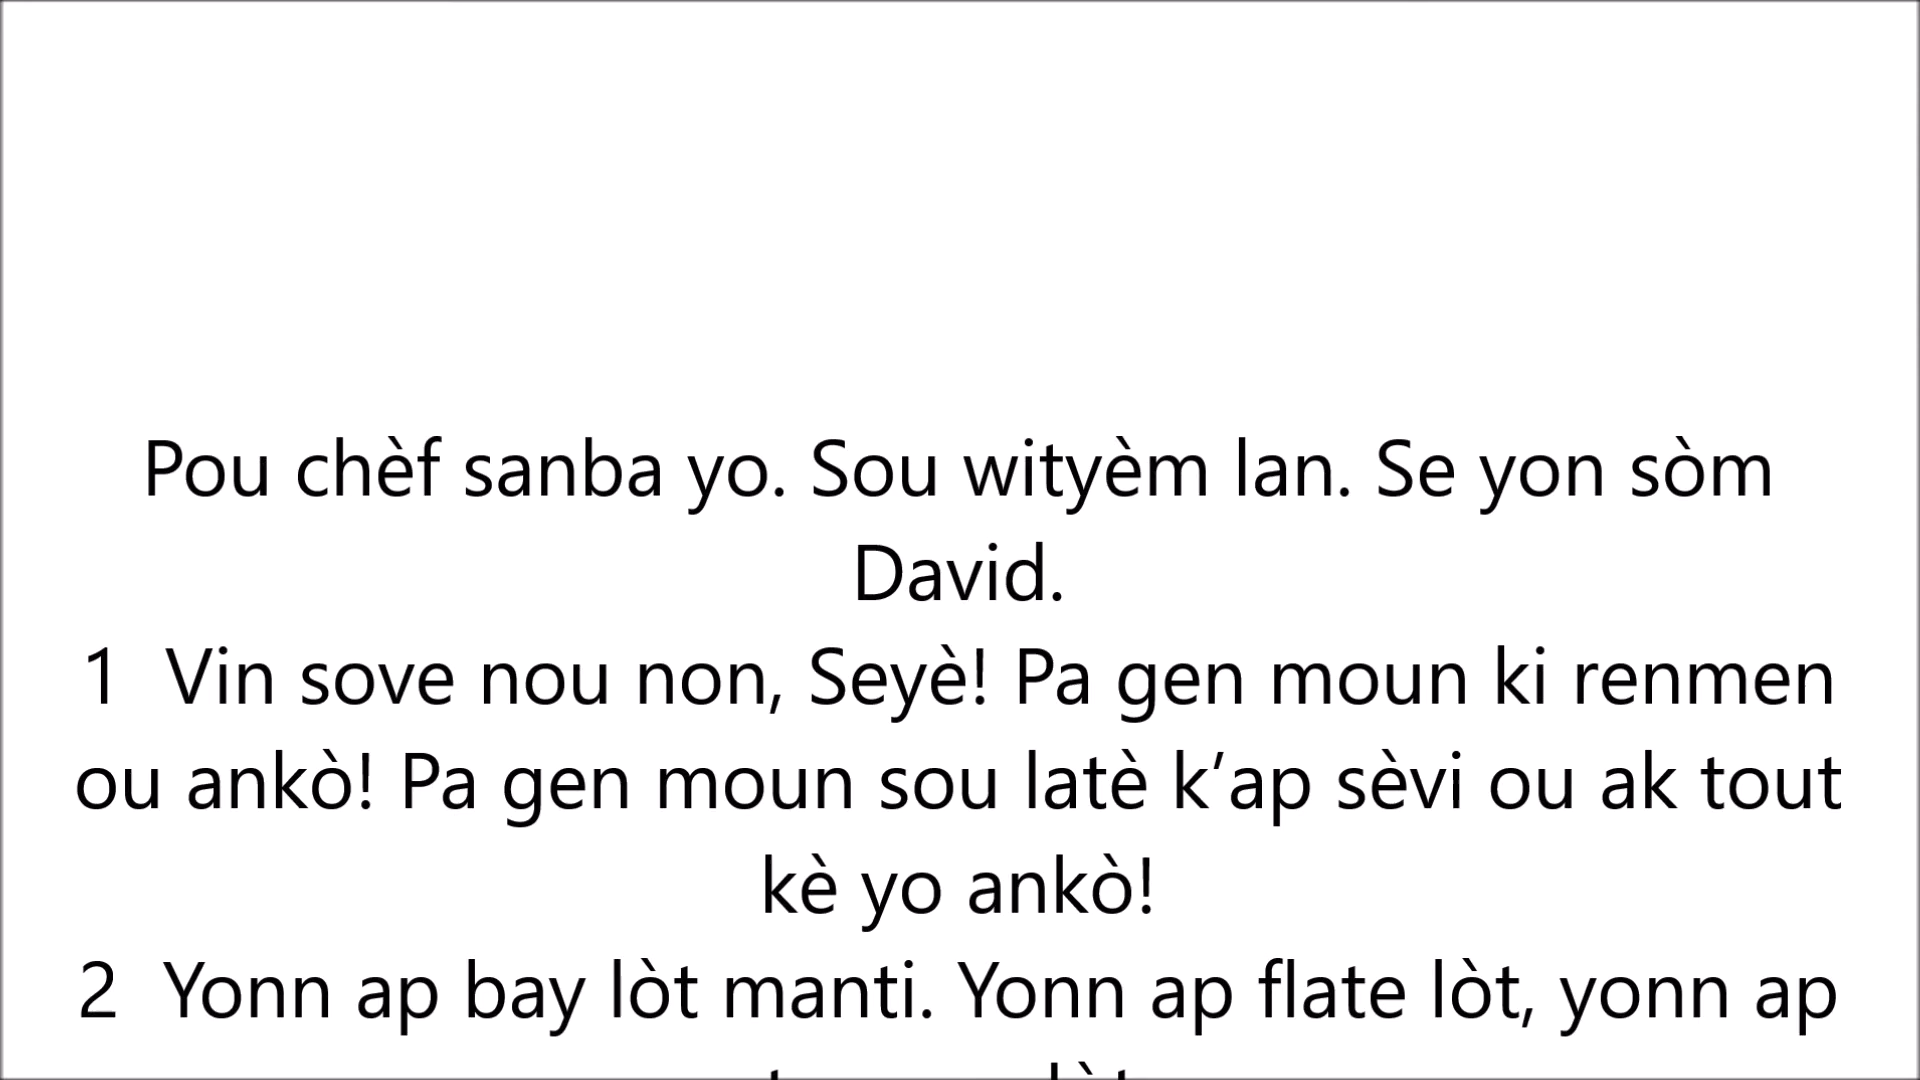 Pou chèf sanba yo. Sou wityèm lan. Se yon sòm
David.
1 Vin sove nou non, Seyè! Pa gen moun ki renmen
ou ankò! Pa gen moun sou latè k’ap sèvi ou ak tout
kè yo ankò!
2 Yonn ap bay lòt manti. Yonn ap flate lòt, yonn ap